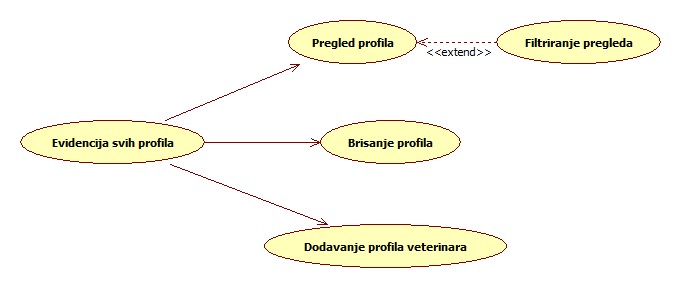 Pregled profila
Filtriranje pregleda
<<extend>>
Evidencija svih profila
Brisanje profila
Dodavanje profila veterinara